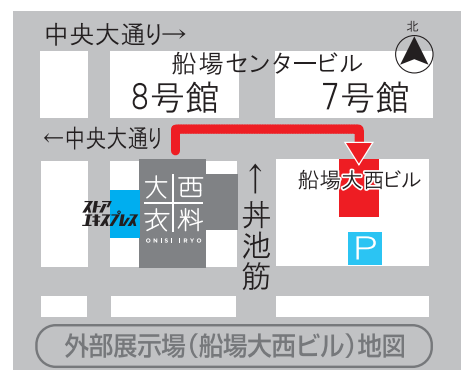 中央大通り→
北
船場センタービル
8号館 7号館
←中央大通り
大西
衣料
ONISI IRYO
ストア
エキスプレス
↑丼池筋
船場大西ビル
P
外部展示場(船場大西ビル)地図